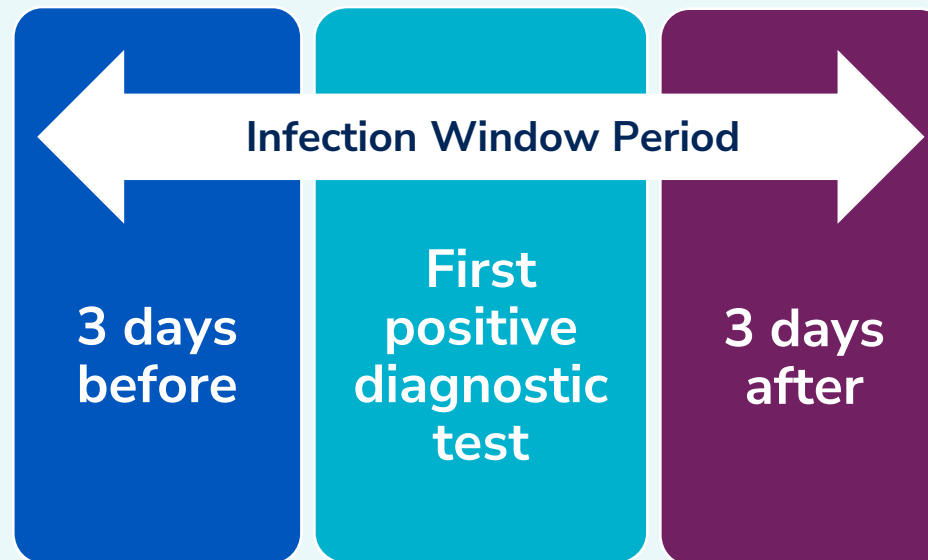 Infection Window Period
3 days
before
First
positive
diagnostic
test
3 days
after